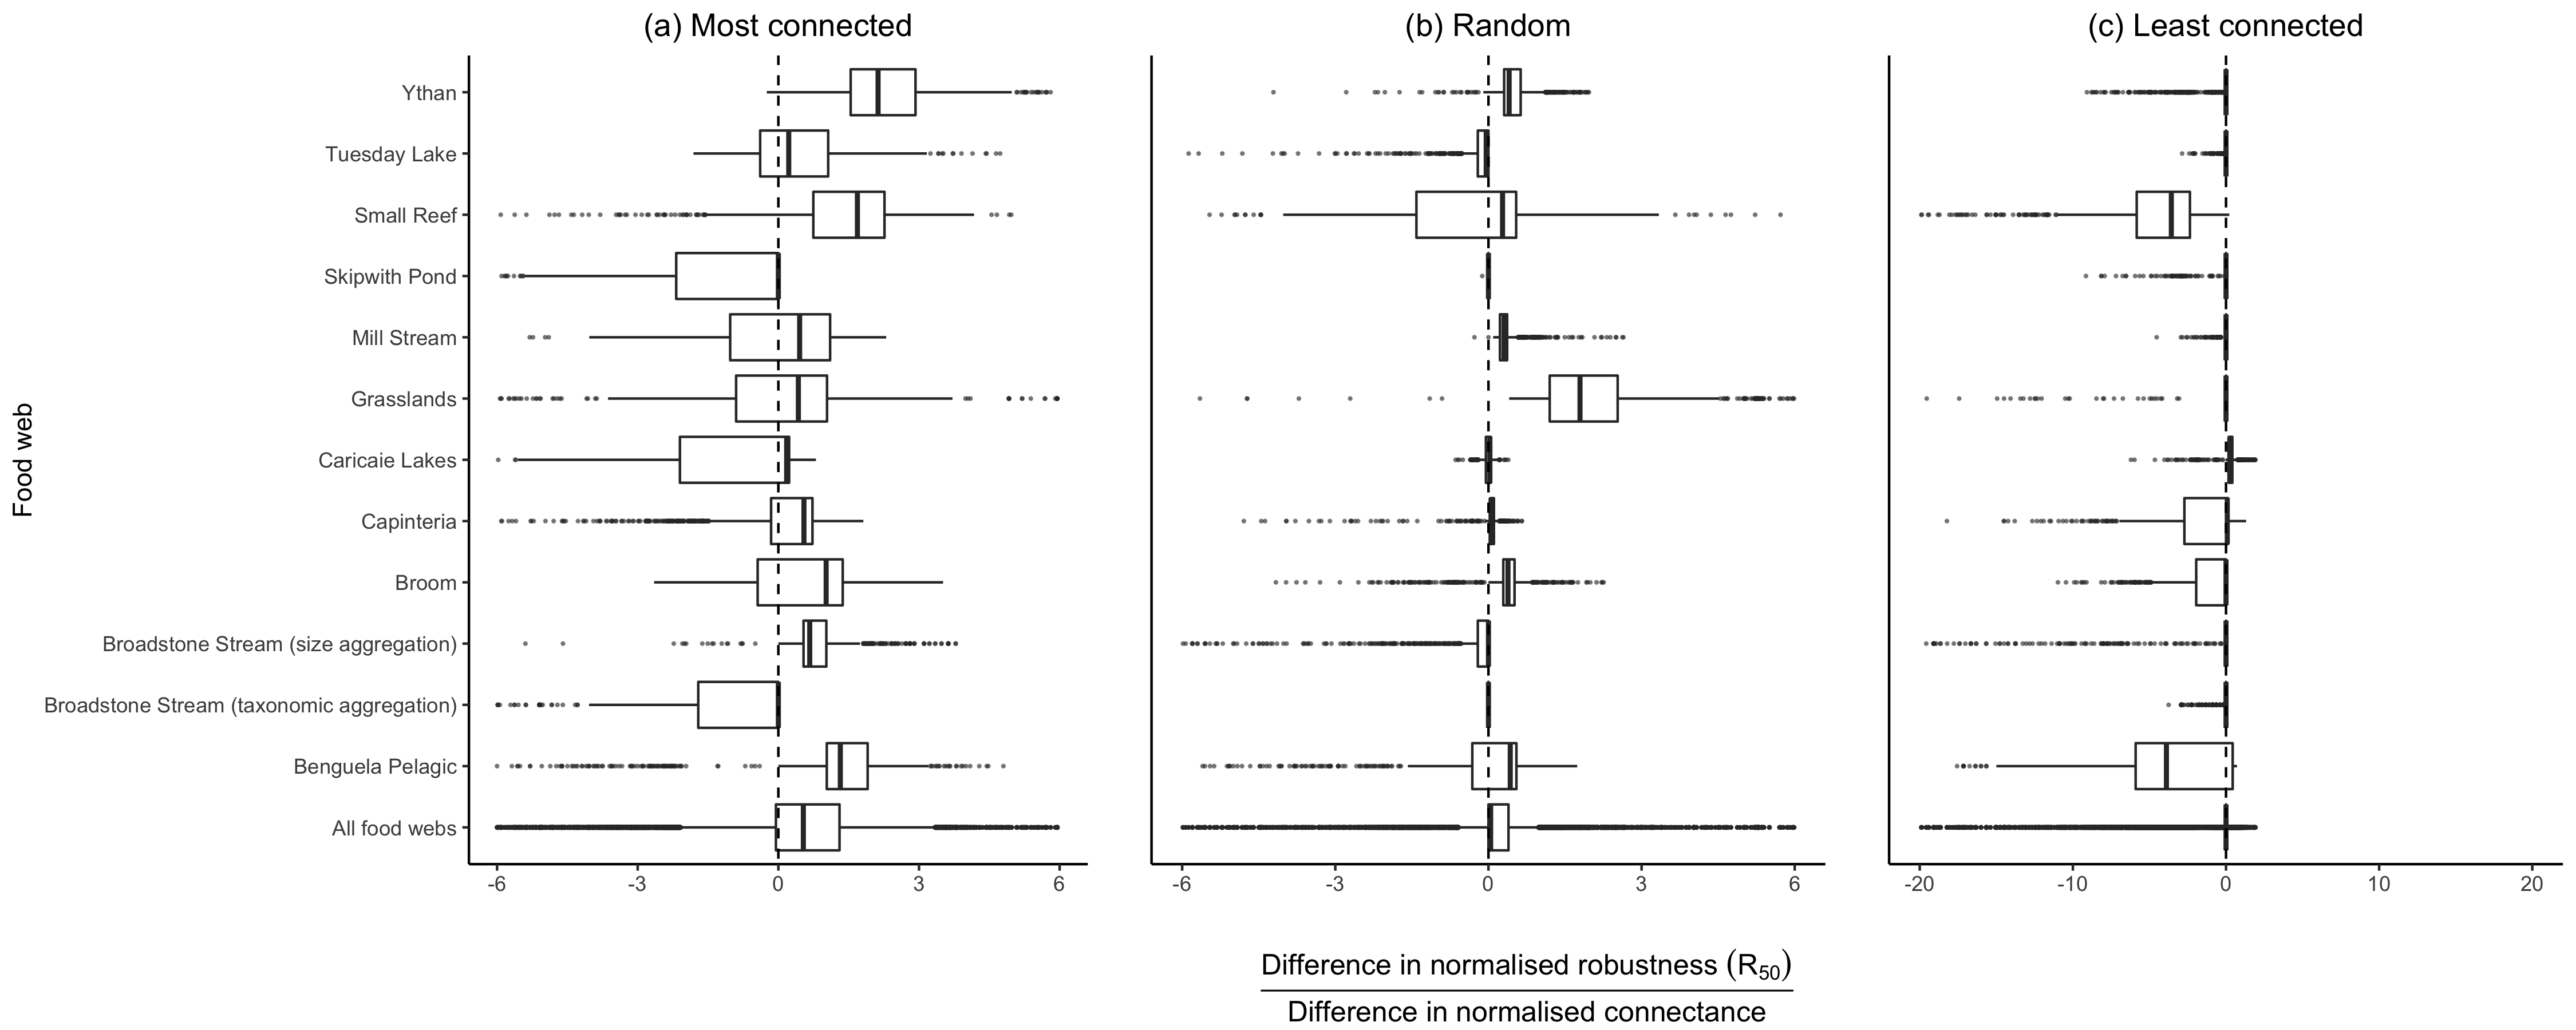 (a) Most connected
(b) Random
(c) Least connected
Food web
Ythan
Tuesday Lake
Small Reef
Skipwith Pond
Mill Stream
Grasslands
Caricaie Lakes
Capinteria
Broom
Broadstone Stream (size aggregation)
Broadstone Stream (taxonomic aggregation)
Benguela Pelagic
All food webs
-6 -3 0 3 6
-6 -3 0 3 6
-20 -10 0 10 20
Difference in normalised robustness (R50)
Difference in normalised connectance